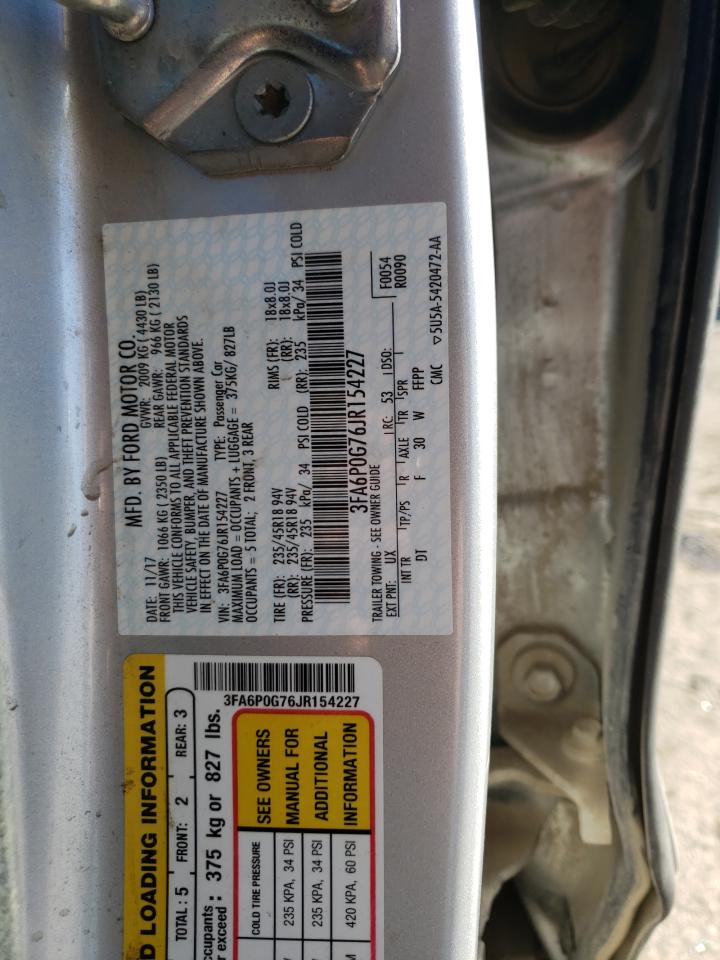 MFD. BY FORD MOTOR CO.
DATE: 11/17 GVWR: 2009 KG ( 4430 LB)
FRONT GAWR: 1066 KG ( 2350 LB) REAR GAWR: 966 KG ( 2130 LB)
THIS VEHICLE CONFORMS TO ALL APPLICABLE FEDERAL MOTOR
VEHICLE SAFETY, BUMPER, AND THEFT PREVENTION STANDARDS
IN EFFECT ON THE DATE OF MANUFACTURE SHOWN ABOVE.
VIN: 3FA6P0G76JR154227 TYPE: Passenger Car
MAXIMUM LOAD = OCCUPANTS + LUGGAGE = 375KG/ 827LB
OCCUPANTS = 5 TOTAL; 2 FRONT, 3 REAR
TIRE (FR): 235/45R18 94V RIMS (FR): 18x8.0J
(RR): 235/45R18 94V (RR): 18x8.0J
PRESSURE (FR): 235 kPa/ 34 PSI COLD (RR): 235 kPa/ 34 PSI COLD
3FA6P0G76JR154227
TRAILER TOWING - SEE OWNER GUIDE
F0054
R0090
EXT PNT: UX RC: 53 DSO:
INT TR TP/PS R AXLE TR SPR
DT F 30 W FFPP
CMC ▽5U5A-5420472-AA
3FA6P0G76JR154227
D LOADING INFORMATION
TOTAL: 5 FRONT: 2 REAR: 3
ccupants
r exceed : 375 kg or 827 lbs.
COLD TIRE PRESSURE
235 KPA, 34 PSI
235 KPA, 34 PSI
420 KPA, 60 PSI
SEE OWNERS
MANUAL FOR
ADDITIONAL
INFORMATION